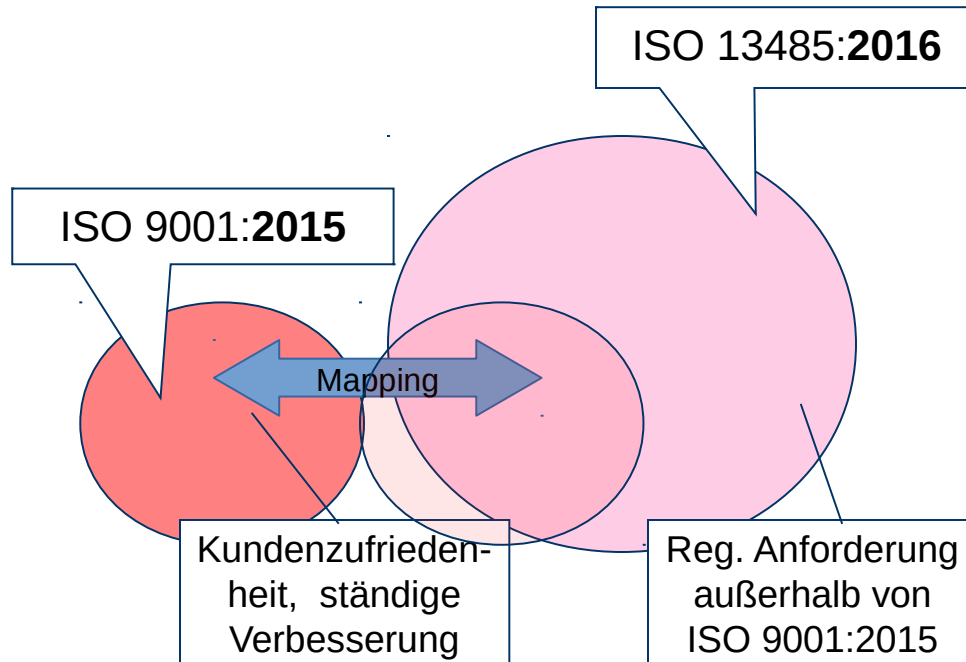 ISO 13485:2016
ISO 9001:2015
Mapping
Kundenzufrieden-
heit, ständige
Verbesserung
Reg. Anforderung
außerhalb von
ISO 9001:2015